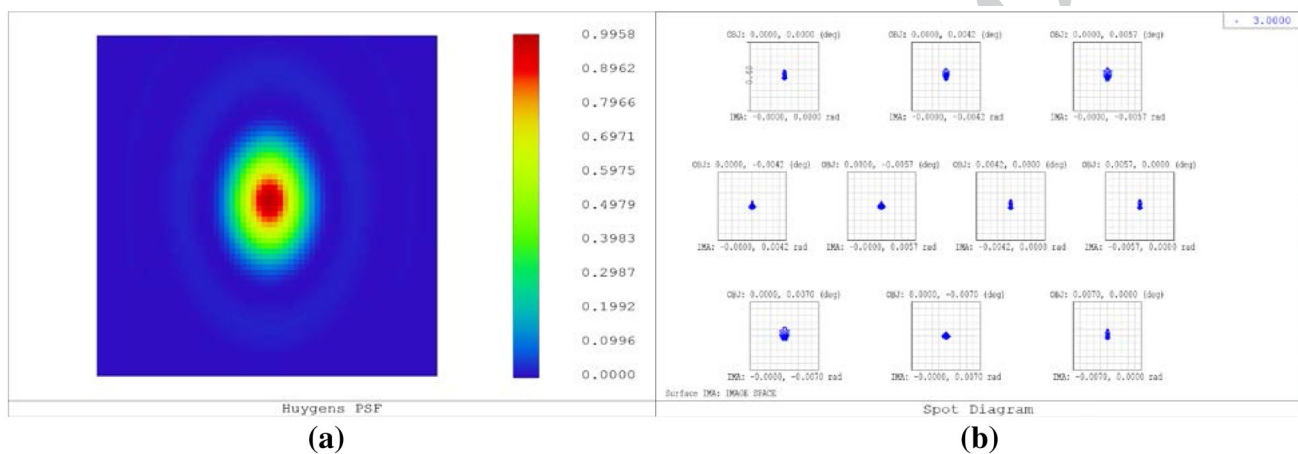 0.9958
0.8962
0.7966
0.6971
0.5975
0.4979
0.3983
0.2987
0.1992
0.0996
0.0000
Huygens PSF
(a)
+ 3.0000
OBJ: 0.0000, 0.0000 (deg)
OBJ: 0.0000, 0.0042 (deg)
OBJ: 0.0000, 0.0057 (deg)
IMA: -0.0000, 0.0000 rad
IMA: -0.0000, -0.0042 rad
IMA: -0.0000, -0.0057 rad
OBJ: 0.0000, -0.0042 (deg)
OBJ: 0.0000, -0.0057 (deg)
OBJ: 0.0042, 0.0000 (deg)
OBJ: 0.0057, 0.0000 (deg)
IMA: -0.0000, 0.0042 rad
IMA: -0.0000, 0.0057 rad
IMA: -0.0042, 0.0000 rad
IMA: -0.0057, 0.0000 rad
OBJ: 0.0000, 0.0070 (deg)
OBJ: 0.0000, -0.0070 (deg)
OBJ: 0.0070, 0.0000 (deg)
IMA: -0.0000, -0.0070 rad
IMA: -0.0000, 0.0070 rad
IMA: -0.0070, 0.0000 rad
Surface IMA: IMAGE SPACE
Spot Diagram
(b)